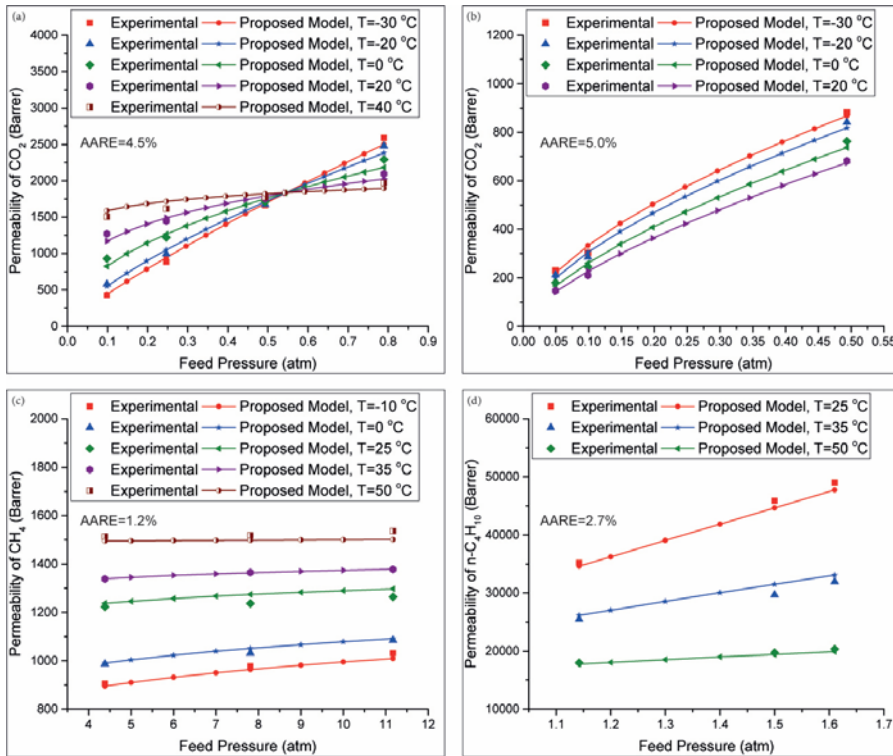 (a)
Experimental Proposed Model, T=-30 °C
Experimental Proposed Model, T=-20 °C
Experimental Proposed Model, T=0 °C
Experimental Proposed Model, T=20 °C
Experimental Proposed Model, T=40 °C
AARE=4.5%
Permeability of CO₂ (Barrer)
4000
3500
3000
2500
2000
1500
1000
500
0
0.0 0.1 0.2 0.3 0.4 0.5 0.6 0.7 0.8 0.9
Feed Pressure (atm)
(b)
Experimental Proposed Model, T=-30 °C
Experimental Proposed Model, T=-20 °C
Experimental Proposed Model, T=0 °C
Experimental Proposed Model, T=20 °C
AARE=5.0%
Permeability of CO₂ (Barrer)
1200
1000
800
600
400
200
0
0.00 0.05 0.10 0.15 0.20 0.25 0.30 0.35 0.40 0.45 0.50 0.55
Feed Pressure (atm)
(c)
Experimental Proposed Model, T=-10 °C
Experimental Proposed Model, T=0 °C
Experimental Proposed Model, T=25 °C
Experimental Proposed Model, T=35 °C
Experimental Proposed Model, T=50 °C
AARE=1.2%
Permeability of CH₄ (Barrer)
2000
1800
1600
1400
1200
1000
800
4 5 6 7 8 9 10 11 12
Feed Pressure (atm)
(d)
Experimental Proposed Model, T=25 °C
Experimental Proposed Model, T=35 °C
Experimental Proposed Model, T=50 °C
AARE=2.7%
Permeability of n-C₄H₁₀ (Barrer)
60000
50000
40000
30000
20000
10000
1.1 1.2 1.3 1.4 1.5 1.6 1.7
Feed Pressure (atm)